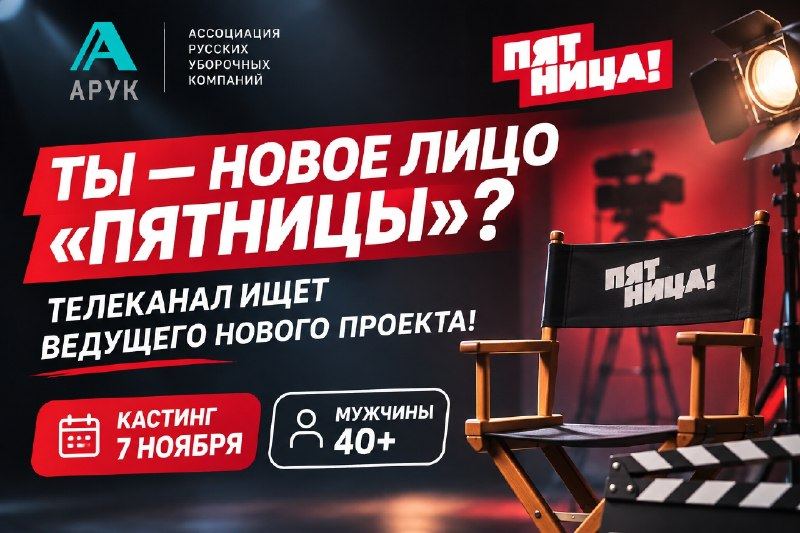 АРУК
АССОЦИАЦИЯ
РУССКИХ
УБОРОЧНЫХ
КОМПАНИЙ
ПЯТ
НИЦА!
ТЫ — НОВОЕ ЛИЦО
«ПЯТНИЦЫ»?
ТЕЛЕКАНАЛ ИЩЕТ
ВЕДУЩЕГО НОВОГО ПРОЕКТА!
КАСТИНГ
7 НОЯБРЯ
МУЖЧИНЫ
40+
ПЯТ
НИЦА!